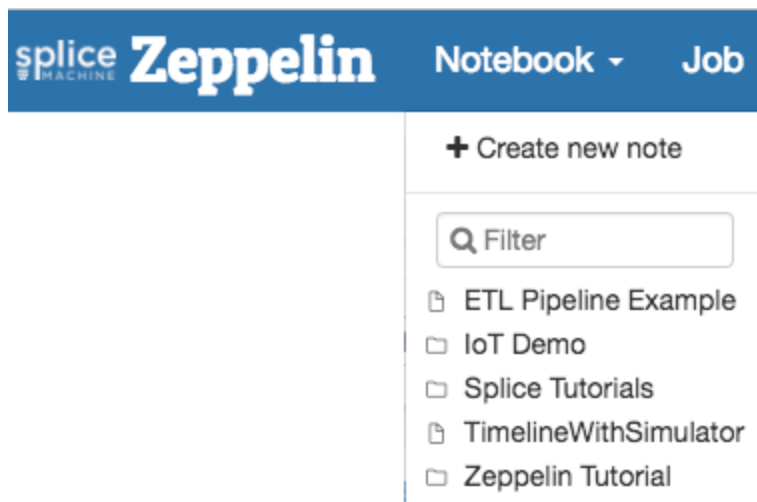 splice MACHINE Zeppelin Notebook Job
Create new note
Filter
ETL Pipeline Example
IoT Demo
Splice Tutorials
TimelineWithSimulator
Zeppelin Tutorial